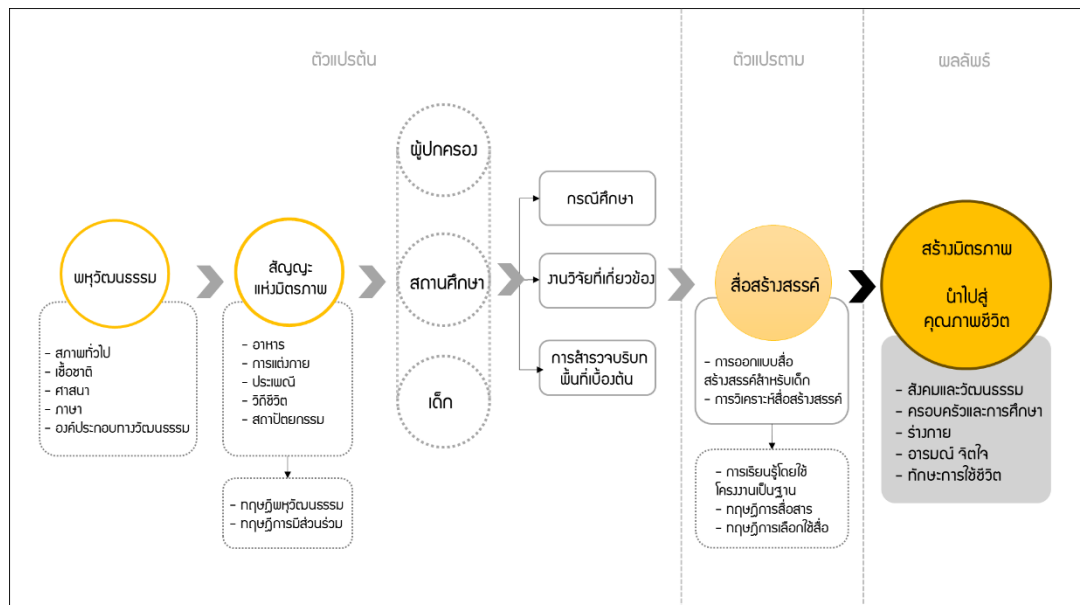 ตัวแปรต้น
ตัวแปรตาม
ผลลัพธ์
พหุวัฒนธรรม
- สภาพทั่วไป
- เชื้อชาติ
- ศาสนา
- ภาษา
- องค์ประกอบทางวัฒนธรรม
สัญญะ
แห่งมิตรภาพ
- อาหาร
- การแต่งกาย
- ประเพณี
- วิถีชีวิต
- สถาปัตยกรรม
- ทฤษฎีพหุวัฒนธรรม
- ทฤษฎีการมีส่วนร่วม
ผู้ปกครอง
สถานศึกษา
เด็ก
กรณีศึกษา
งานวิจัยที่เกี่ยวข้อง
การสำรวจบริบท
พื้นที่เบื้องต้น
สื่อสร้างสรรค์
- การออกแบบสื่อ
สร้างสรรค์สำหรับเด็ก
- การวิเคราะห์สื่อสร้างสรรค์
- การเรียนรู้โดยใช้
โครงงานเป็นฐาน
- ทฤษฎีการสื่อสาร
- ทฤษฎีการเลือกใช้สื่อ
สร้างมิตรภาพ
นำไปสู่
คุณภาพชีวิต
- สังคมและวัฒนธรรม
- ครอบครัวและการศึกษา
- ร่างกาย
- อารมณ์ จิตใจ
- ทักษะการใช้ชีวิต